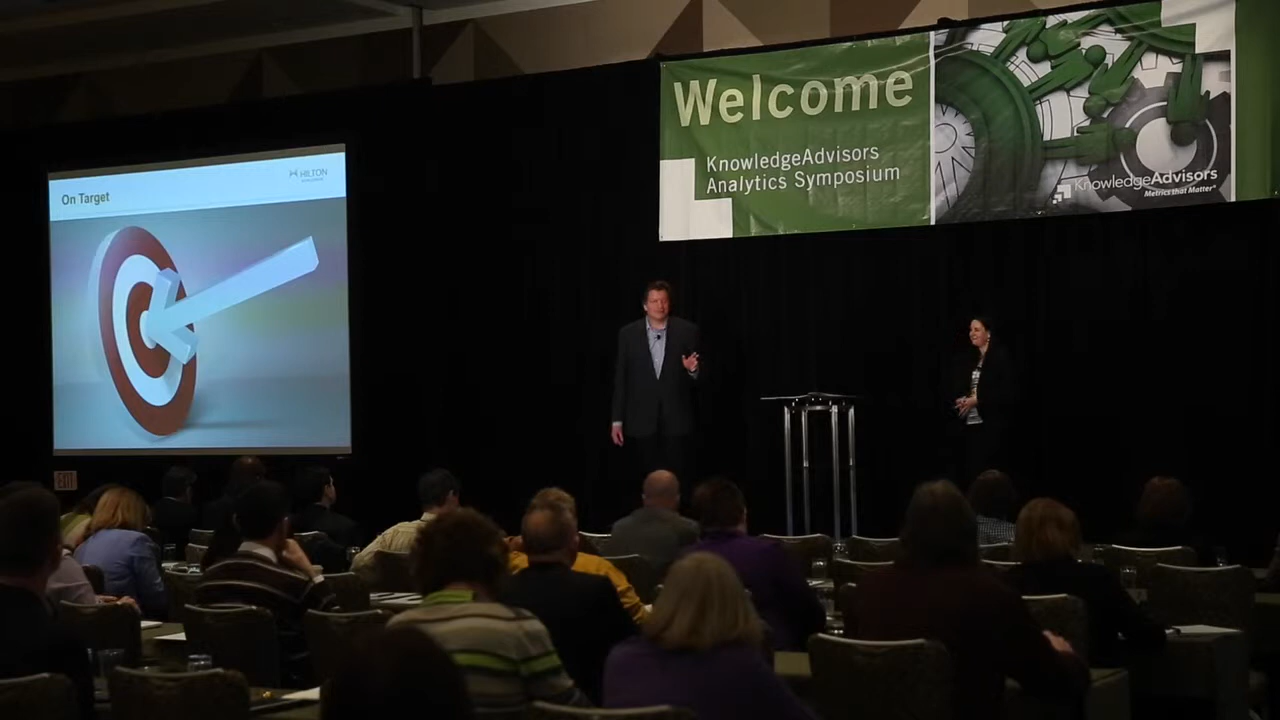 Welcome
KnowledgeAdvisors
Analytics Symposium
KnowledgeAdvisors
Metrics that Matter®
On Target
HILTON
EXIT